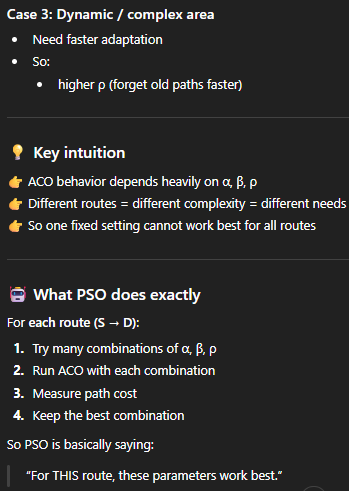 Case 3: Dynamic / complex area
• Need faster adaptation
• So:
• higher ρ (forget old paths faster)
💡 Key intuition
👉 ACO behavior depends heavily on α, β, ρ
👉 Different routes = different complexity = different needs
👉 So one fixed setting cannot work best for all routes
🤖 What PSO does exactly
For each route (S → D):
1. Try many combinations of α, β, ρ
2. Run ACO with each combination
3. Measure path cost
4. Keep the best combination
So PSO is basically saying:
“For THIS route, these parameters work best.”